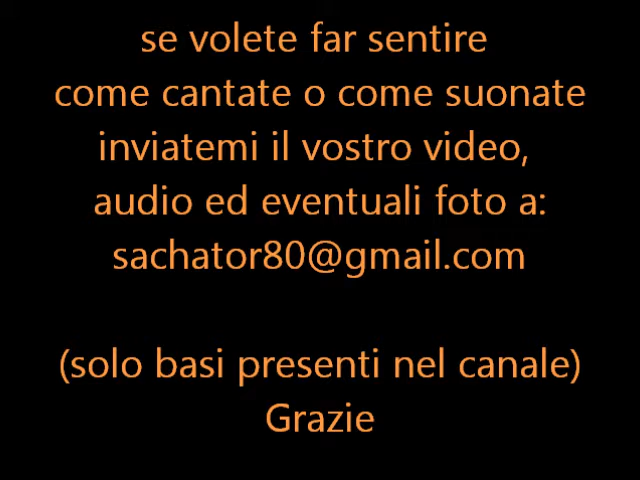 se volete far sentire
come cantate o come suonate
inviatemi il vostro video,
audio ed eventuali foto a:
sachator80@gmail.com
(solo basi presenti nel canale)
Grazie